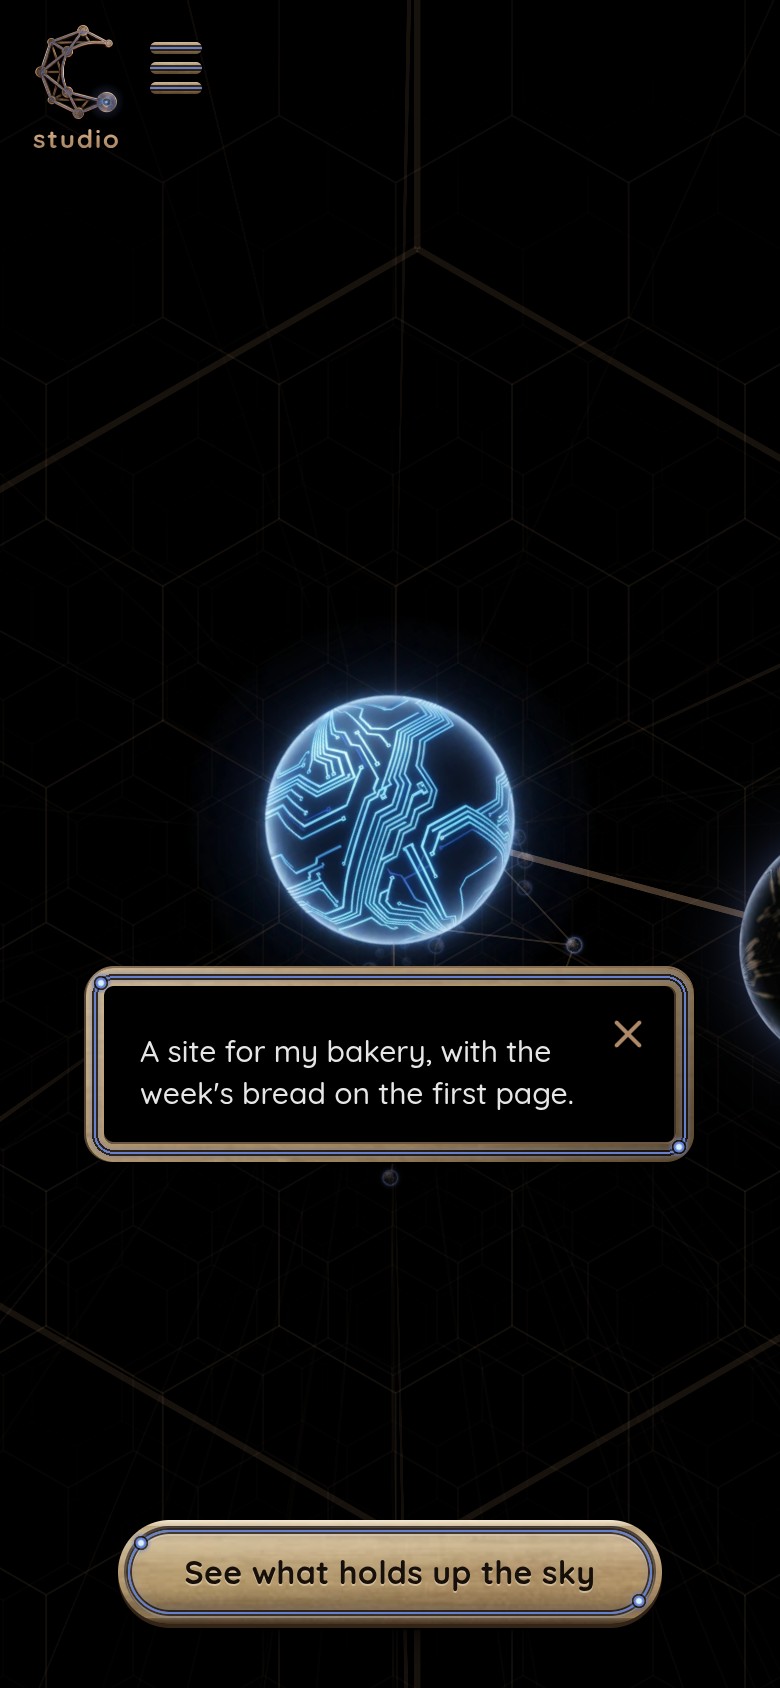 studio
A site for my bakery, with the
week's bread on the first page.
See what holds up the sky